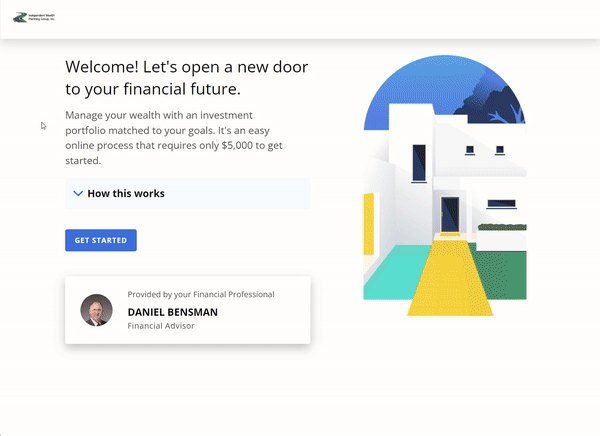 Independent Wealth
Planning Group, Inc.
Welcome! Let's open a new door
to your financial future.
Manage your wealth with an investment
portfolio matched to your goals. It's an easy
online process that requires only $5,000 to get
started.
How this works
GET STARTED
Provided by your Financial Professional
DANIEL BENSMAN
Financial Advisor